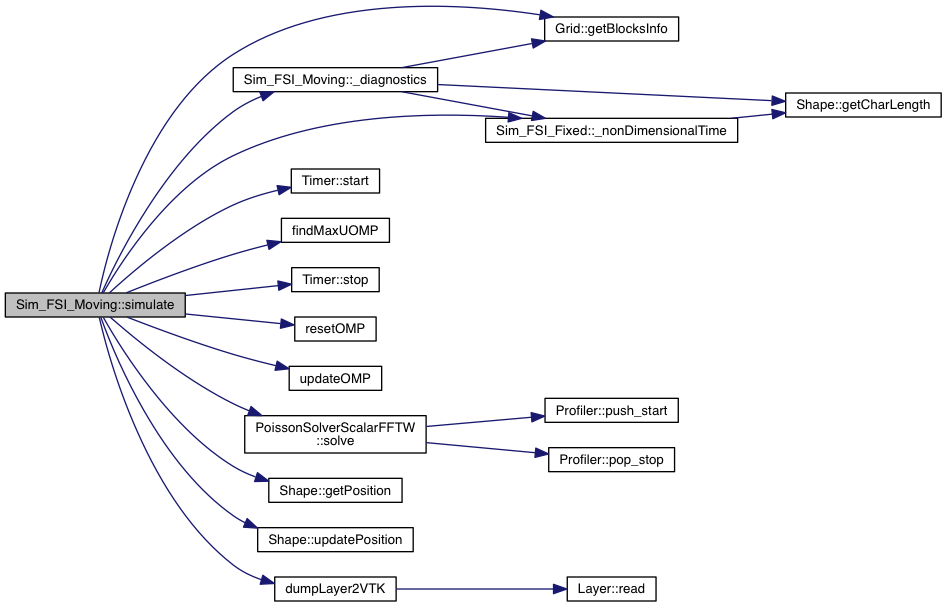 Grid::getBlocksInfo
Sim_FSI_Moving::_diagnostics
Shape::getCharLength
Sim_FSI_Fixed::_nonDimensionalTime
Timer::start
findMaxUOMP
Timer::stop
Sim_FSI_Moving::simulate
resetOMP
updateOMP
PoissonSolverScalarFFTW
::solve
Profiler::push_start
Profiler::pop_stop
Shape::getPosition
Shape::updatePosition
dumpLayer2VTK
Layer::read